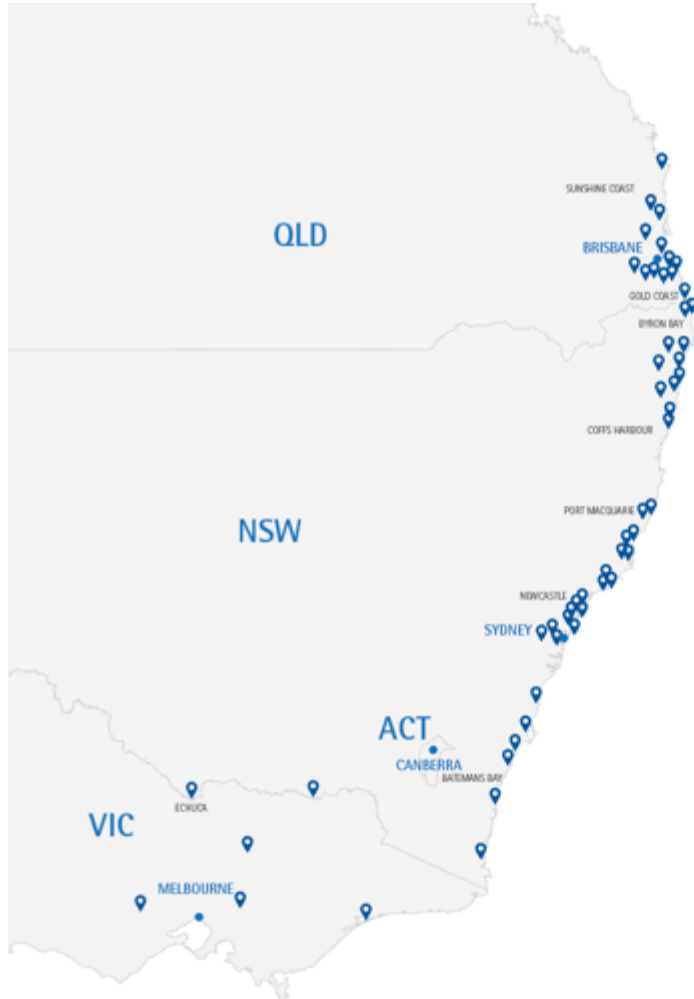 SUNSHINE COAST
QLD
BRISBANE
GOLD COAST
BYRON BAY
COFFS HARBOUR
PORT MACQUARIE
NSW
NEWCASTLE
SYDNEY
ACT
CANBERRA
BATEMANS BAY
ECHUCA
VIC
MELBOURNE